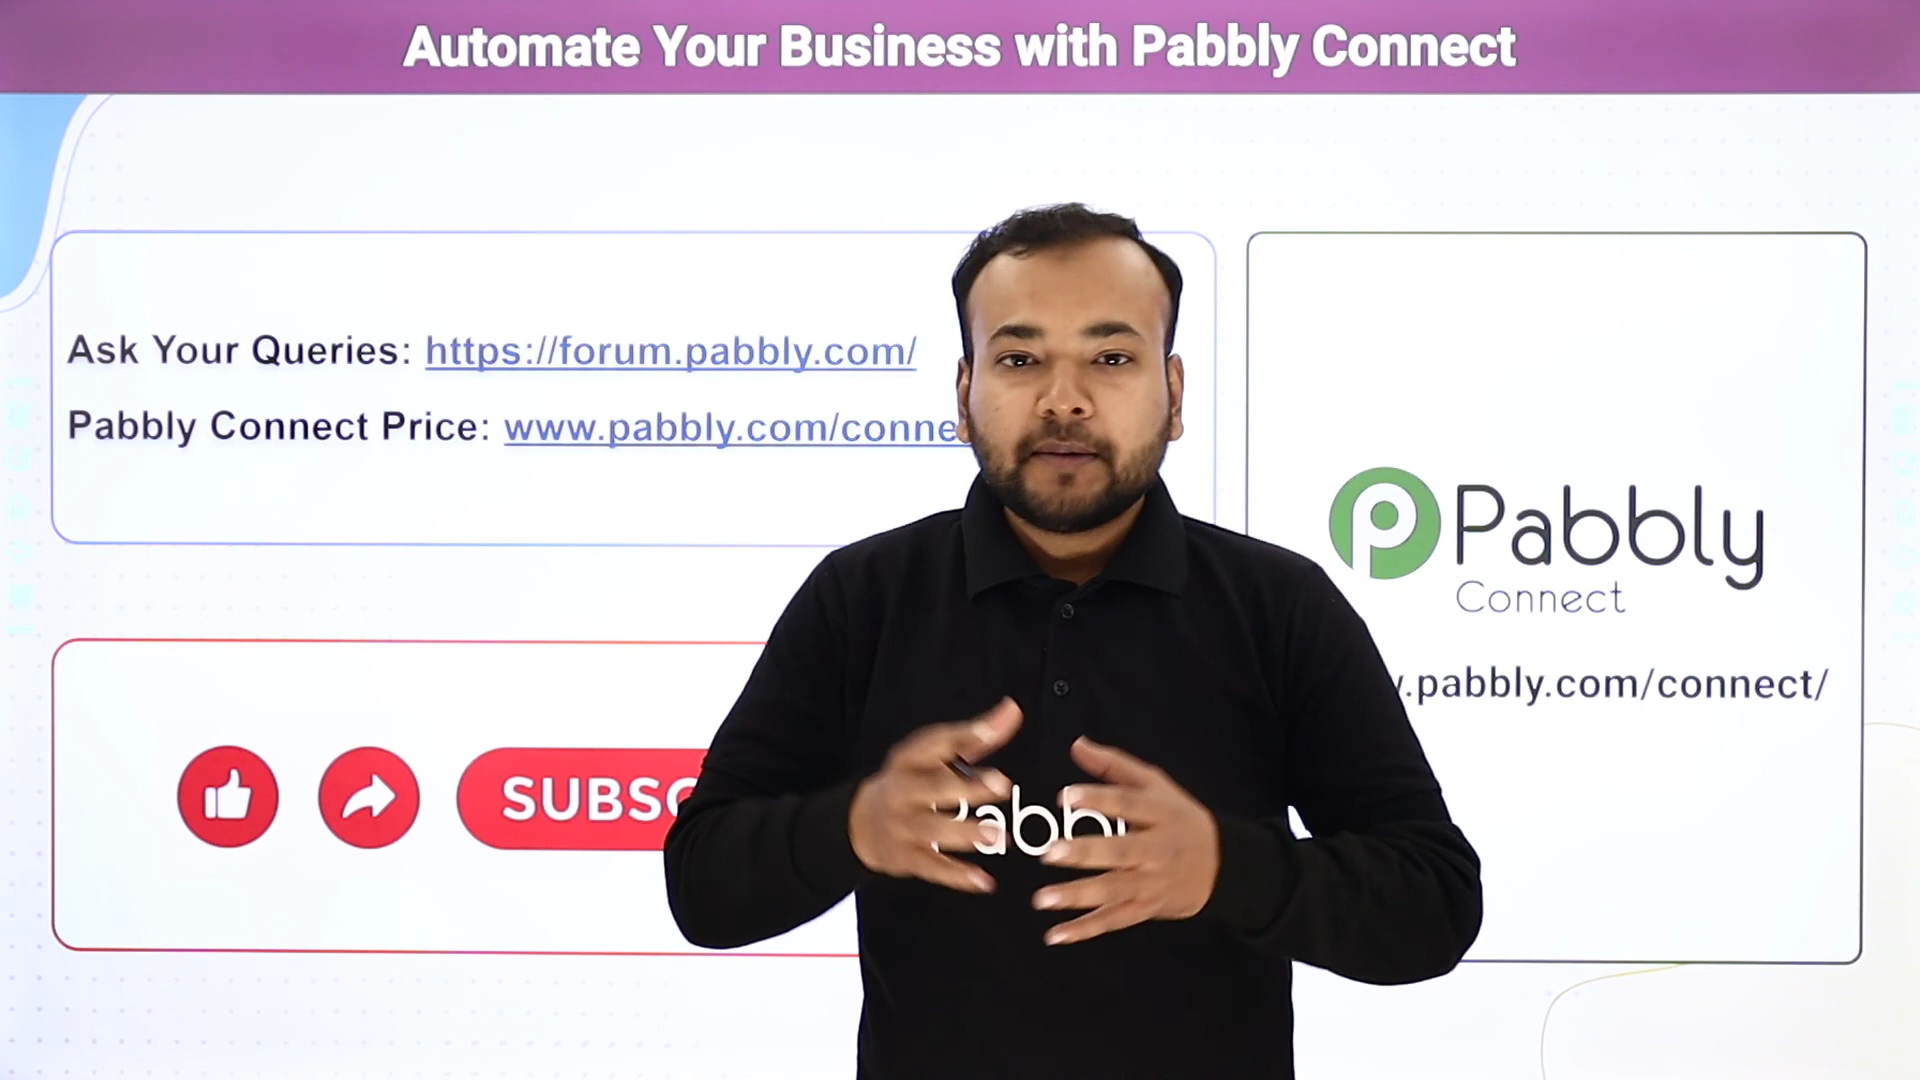 Automate Your Business with Pabbly Connect
Ask Your Queries: https://forum.pabbly.com/
Pabbly Connect Price: www.pabbly.com/conne
Pabbly
Connect
.pabbly.com/connect/
SUBSC
Pabbl